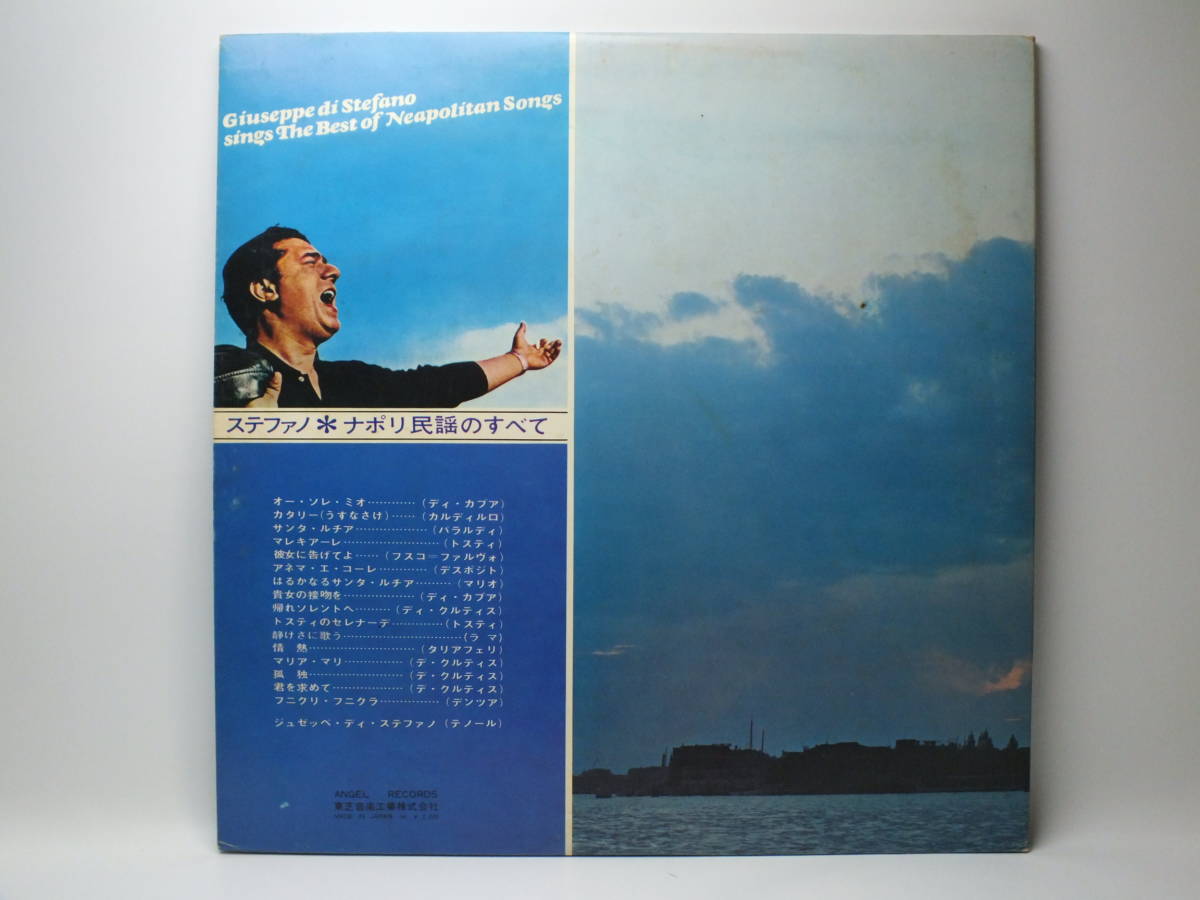 Giuseppe di Stefano
sings The Best of Neapolitan Songs
ステファノ＊ナポリ民謡のすべて
オー・ソレ・ミオ…………(ディ・カプア)
カタリー(うすなさけ)……(カルディルロ)
サンタ・ルチア………………(バラルディ)
マレキアーレ……………………(トスティ)
彼女に告げてよ……(フスコ＝ファルヴォ)
アネマ・エ・コーレ…………(デスポジト)
はるかなるサンタ・ルチア………(マリオ)
貴女の接吻を………………(ディ・カプア)
帰れソレントへ………(ディ・クルティス)
トスティのセレナーデ…………(トスティ)
静けさに歌う…………………………(ラ マ)
情 熱………………………(タリアフェリ)
マリア・マリ……………(デ・クルティス)
孤 独……………………(デ・クルティス)
君を求めて………………(デ・クルティス)
フニクリ・フニクラ……………(デンツァ)
ジュゼッペ・ディ・ステファノ(テノール)
ANGEL RECORDS
東芝音楽工業株式会社
MADE IN JAPAN